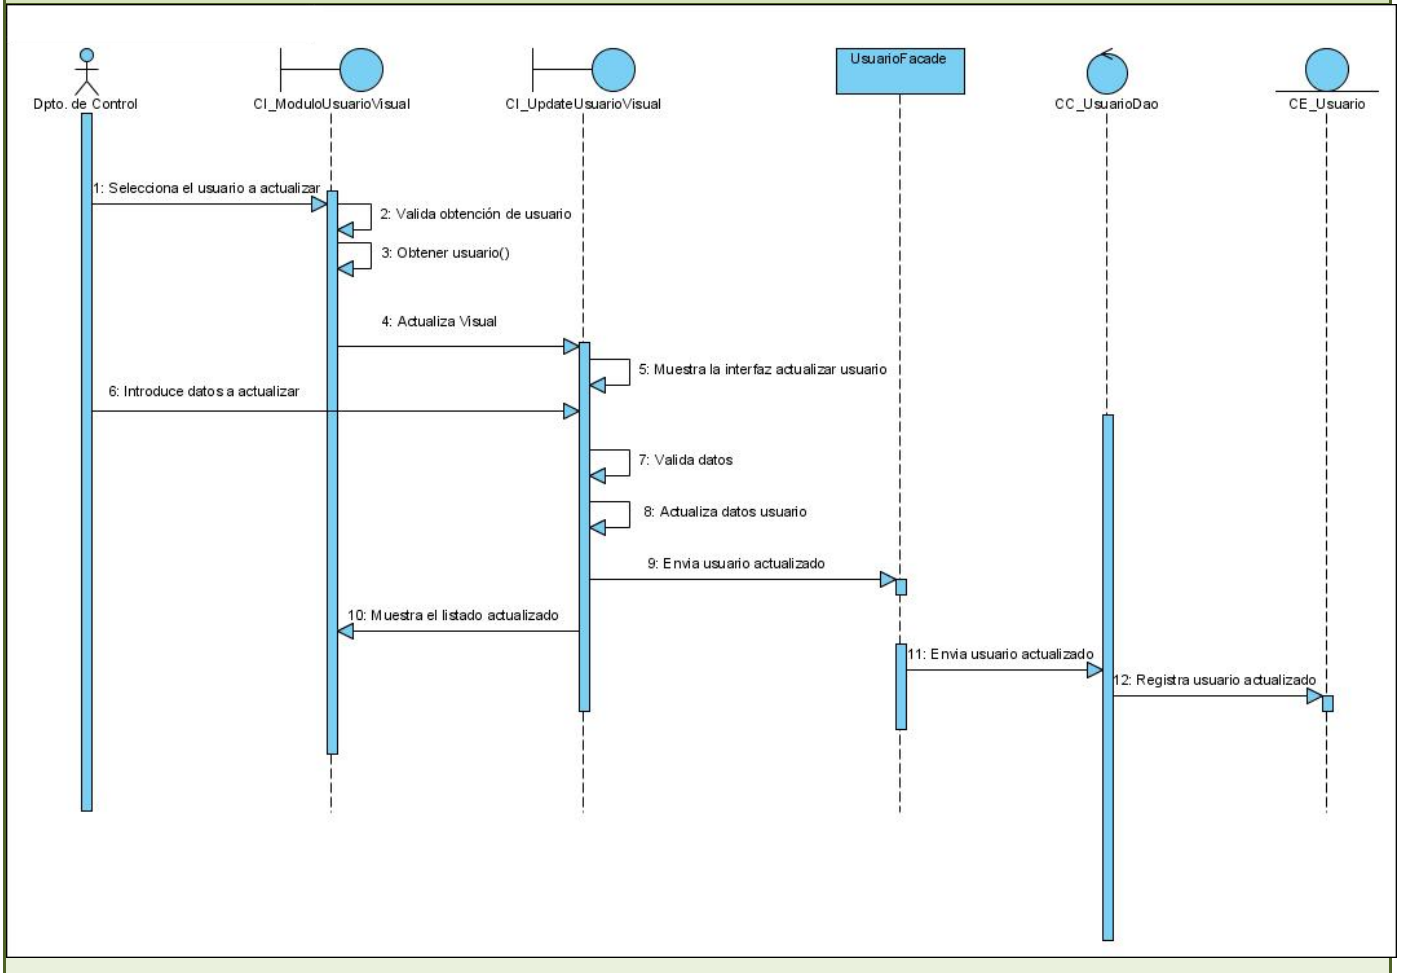 UsuarioFacade
Dpto. de Control
CI_ModuloUsuarioVisual
CI_UpdateUsuarioVisual
CC_UsuarioDao
CE_Usuario
1: Selecciona el usuario a actualizar
2: Valida obtención de usuario
3: Obtener usuario()
4: Actualiza Visual
5: Muestra la interfaz actualizar usuario
6: Introduce datos a actualizar
7: Valida datos
8: Actualiza datos usuario
9: Envia usuario actualizado
10: Muestra el listado actualizado
11: Envia usuario actualizado
12: Registra usuario actualizado